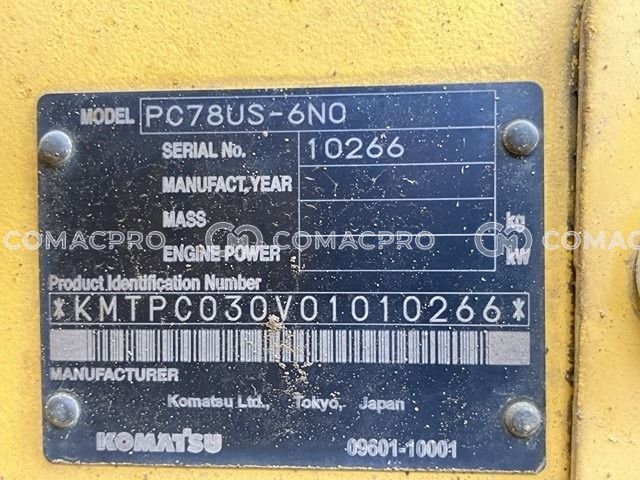 MODEL PC78US-6N0
SERIAL No. 10266
MANUFACT,YEAR
MASS kg
COMACPRO COMACPRO COMACPRO
ENGINE POWER kW
Product Identification Number
*KMTPC030V01010266*
MANUFACTURER
Komatsu Ltd., Tokyo, Japan
KOMATSU 09601-10001